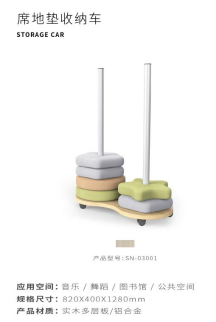 席地垫收纳车
STORAGE CAR
产品型号:SN-03001
应用空间:音乐 / 舞蹈 / 图书馆 / 公共空间
规格尺寸:820X400X1280mm
产品材质:实木多层板/铝合金